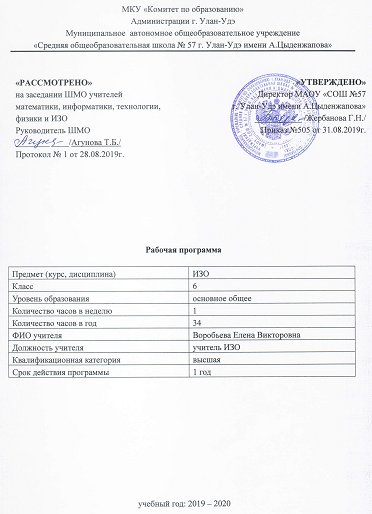 МКУ «Комитет по образованию»
Администрации г. Улан-Удэ
Муниципальное автономное общеобразовательное учреждение
«Средняя общеобразовательная школа № 57 г. Улан-Удэ имени А.Цыденжапова»
«РАССМОТРЕНО»
на заседании ШМО учителей
математики, информатики, технологии,
физики и ИЗО
Руководитель ШМО
/Агунова Т.Б./
Протокол № 1 от 28.08.2019г.
«УТВЕРЖДЕНО»
Директор МАОУ «СОШ №57
г. Улан-Удэ имени А.Цыденжапова»
/Жербанова Г.Н./
Приказ №505 от 31.08.2019г.
Рабочая программа
Предмет (курс, дисциплина) ИЗО
Класс 6
Уровень образования основное общее
Количество часов в неделю 1
Количество часов в год 34
ФИО учителя Воробьева Елена Викторовна
Должность учителя учитель ИЗО
Квалификационная категория высшая
Срок действия программы 1 год
учебный год: 2019 – 2020